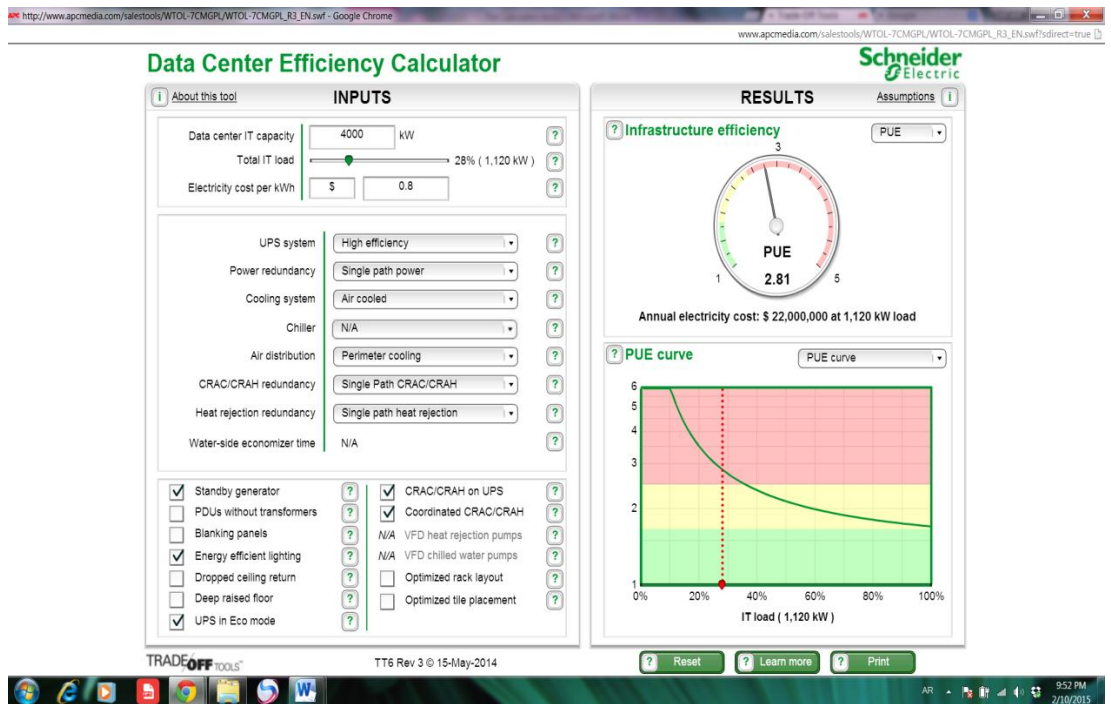 http://www.apcmedia.com/salestools/WTOL-7CMGPL/WTOL-7CMGPL_R3_EN.swf - Google Chrome
www.apcmedia.com/salestools/WTOL-7CMGPL/WTOL-7CMGPL_R3_EN.swf?sdirect=true
Data Center Efficiency Calculator
Schneider
Electric
i About this tool INPUTS
Data center IT capacity 4000 kW ?
Total IT load 28% ( 1,120 kW ) ?
Electricity cost per kWh $ 0.8 ?
UPS system High efficiency ?
Power redundancy Single path power ?
Cooling system Air cooled ?
Chiller N/A ?
Air distribution Perimeter cooling ?
CRAC/CRAH redundancy Single Path CRAC/CRAH ?
Heat rejection redundancy Single path heat rejection ?
Water-side economizer time N/A ?
Standby generator ? CRAC/CRAH on UPS ?
PDUs without transformers ? Coordinated CRAC/CRAH ?
Blanking panels ? N/A VFD heat rejection pumps ?
Energy efficient lighting ? N/A VFD chilled water pumps ?
Dropped ceiling return ? Optimized rack layout ?
Deep raised floor ? Optimized tile placement ?
UPS in Eco mode ?
RESULTS Assumptions i
? Infrastructure efficiency PUE
3
PUE
1 2.81 5
Annual electricity cost: $ 22,000,000 at 1,120 kW load
? PUE curve PUE curve
6
5
4
3
2
1
0% 20% 40% 60% 80% 100%
IT load ( 1,120 kW )
TRADE OFF TOOLS TT6 Rev 3 © 15-May-2014
? Reset ? Learn more ? Print
AR 9:52 PM
2/10/2015